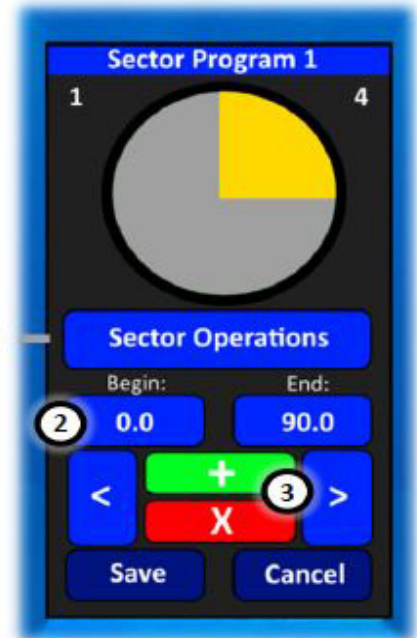 Sector Program 1
1 4
Sector Operations
Begin: End:
2 0.0 90.0
< + 3 >
X
Save Cancel